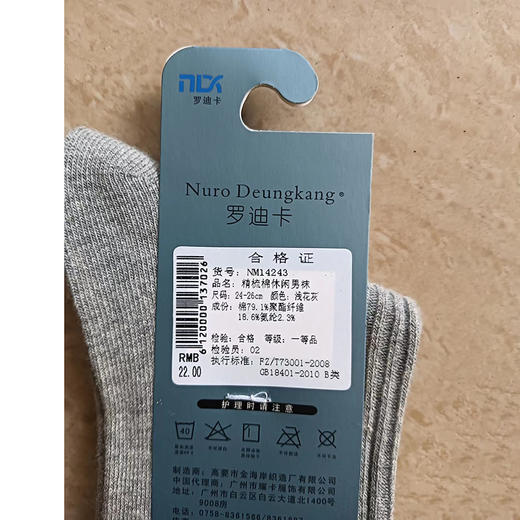 NDK
罗迪卡
Nuro Deungkang®
罗迪卡
合格证
货号: NM14243
品名: 精梳棉休闲男袜
尺码: 24-26cm 颜色: 浅花灰
成份: 棉79.1%聚酯纤维
18.6%氨纶2.3%
检验: 合格 等级: 一等品
检验员: 02
执行标准: FZ/T73001-2008
GB18401-2010 B类
6120000137026
RMB
22.00
护理时请注意
40
制造商: 高要市金海岸织造厂有限公司
中国代理商: 广州市耀卡服饰有限公司
地址: 广州市白云区白云大道北1400号
电话: 0758-8361566